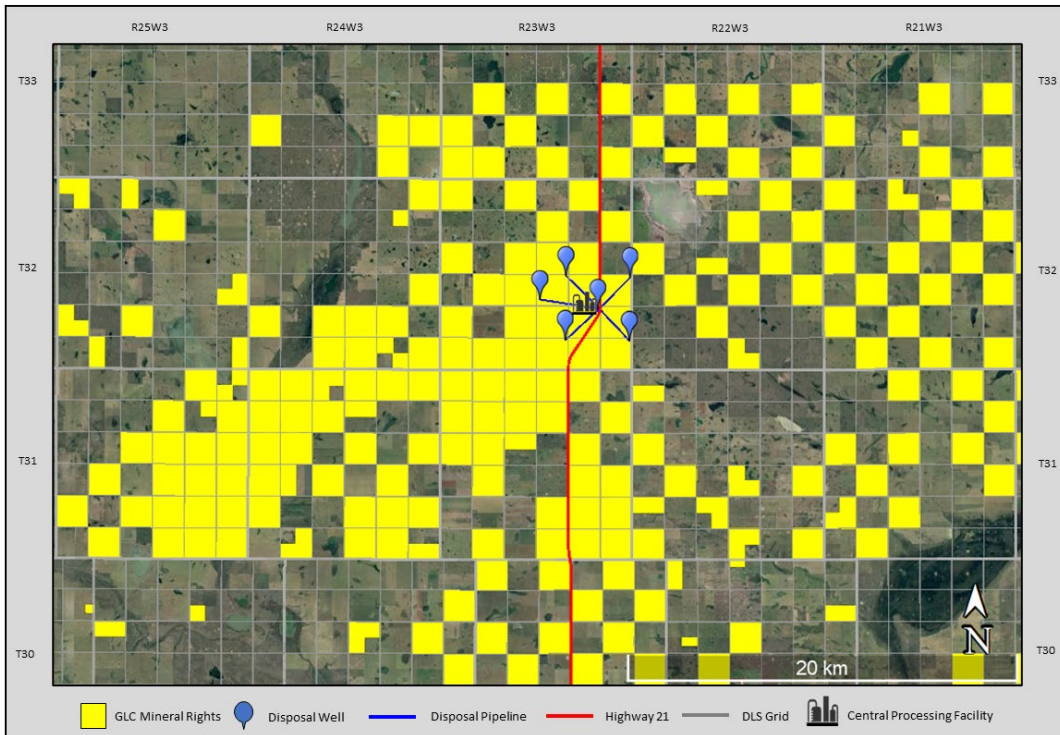 R25W3 R24W3 R23W3 R22W3 R21W3
T33 T33
T32 T32
T31 T31
T30 T30
N
20 km
GLC Mineral Rights Disposal Well Disposal Pipeline Highway 21 DLS Grid Central Processing Facility